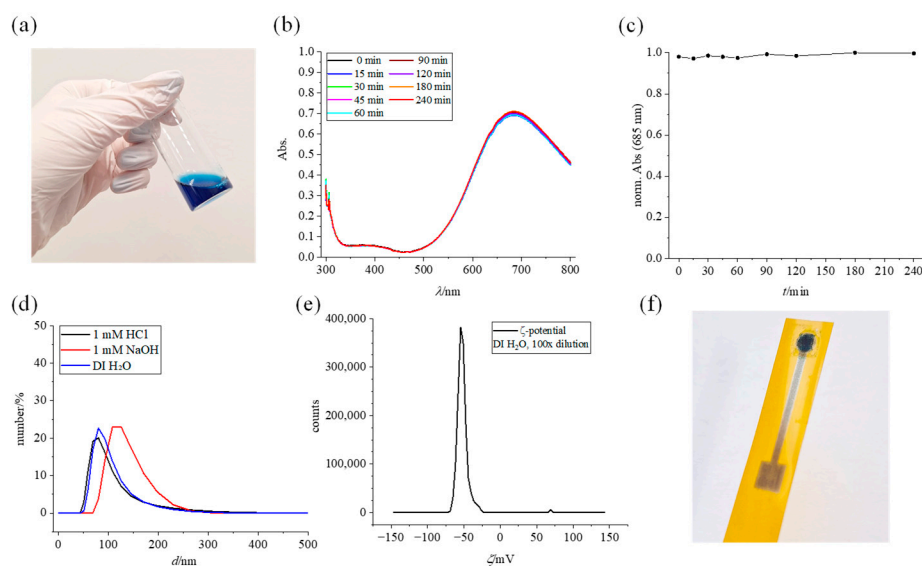 (a)
(b)
1.0
0.9
0.8
0.7
0.6
0.5
0.4
0.3
0.2
0.1
0.0
Abs.
0 min
15 min
30 min
45 min
60 min
90 min
120 min
180 min
240 min
300 400 500 600 700 800
λ/nm
(c)
1.0
0.8
0.6
0.4
0.2
0.0
norm. Abs (685 nm)
0 30 60 90 120 150 180 210 240
t/min
(d)
50
40
30
20
10
0
number/%
1 mM HCl
1 mM NaOH
DI H₂O
0 100 200 300 400 500
d/nm
(e)
400,000
300,000
200,000
100,000
0
counts
ζ-potential
DI H₂O, 100x dilution
−150 −100 −50 0 50 100 150
ζ/mV
(f)